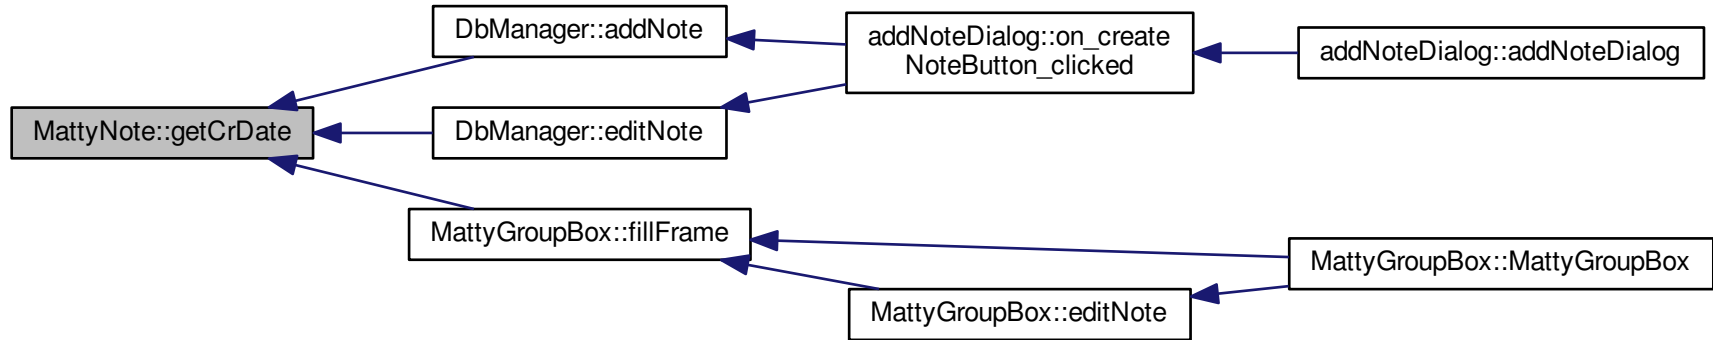 DbManager::addNote
addNoteDialog::on_create
NoteButton_clicked
addNoteDialog::addNoteDialog
MattyNote::getCrDate
DbManager::editNote
MattyGroupBox::fillFrame
MattyGroupBox::MattyGroupBox
MattyGroupBox::editNote